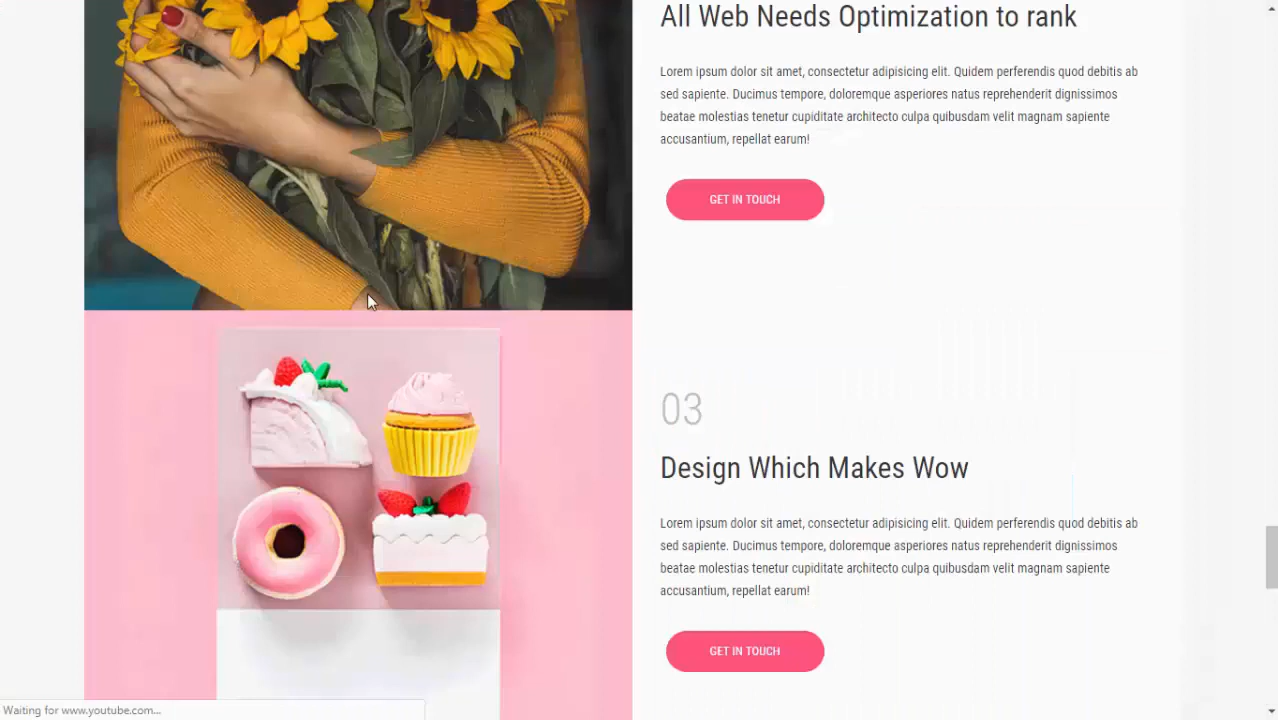 All Web Needs Optimization to rank
Lorem ipsum dolor sit amet, consectetur adipisicing elit. Quidem perferendis quod debitis ab
sed sapiente. Ducimus tempore, doloremque asperiores natus reprehenderit dignissimos
beatae molestias tenetur cupiditate architecto culpa quibusdam velit magnam sapiente
accusantium, repellat earum!
GET IN TOUCH
03
Design Which Makes Wow
Lorem ipsum dolor sit amet, consectetur adipisicing elit. Quidem perferendis quod debitis ab
sed sapiente. Ducimus tempore, doloremque asperiores natus reprehenderit dignissimos
beatae molestias tenetur cupiditate architecto culpa quibusdam velit magnam sapiente
accusantium, repellat earum!
GET IN TOUCH
Waiting for www.youtube.com...